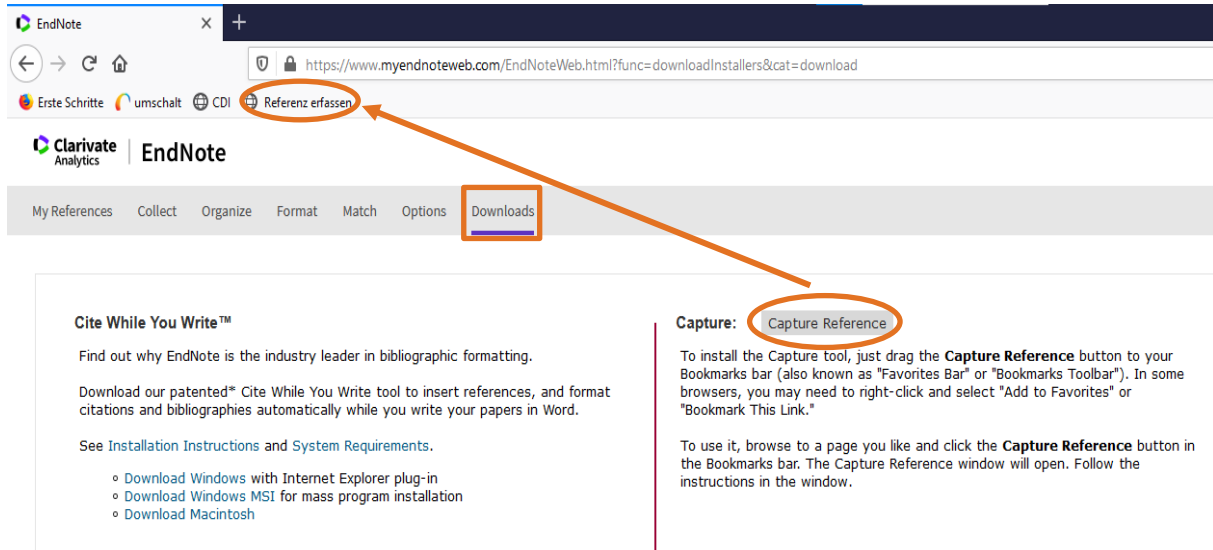 EndNote
https://www.myendnoteweb.com/EndNoteWeb.html?func=downloadInstallers&cat=download
Erste Schritte umschalt CDI Referenz erfassen
Clarivate
Analytics
EndNote
My References Collect Organize Format Match Options Downloads
Cite While You Write™
Find out why EndNote is the industry leader in bibliographic formatting.
Download our patented* Cite While You Write tool to insert references, and format
citations and bibliographies automatically while you write your papers in Word.
See Installation Instructions and System Requirements.
Download Windows with Internet Explorer plug-in
Download Windows MSI for mass program installation
Download Macintosh
Capture: Capture Reference
To install the Capture tool, just drag the Capture Reference button to your
Bookmarks bar (also known as "Favorites Bar" or "Bookmarks Toolbar"). In some
browsers, you may need to right-click and select "Add to Favorites" or
"Bookmark This Link."
To use it, browse to a page you like and click the Capture Reference button in
the Bookmarks bar. The Capture Reference window will open. Follow the
instructions in the window.